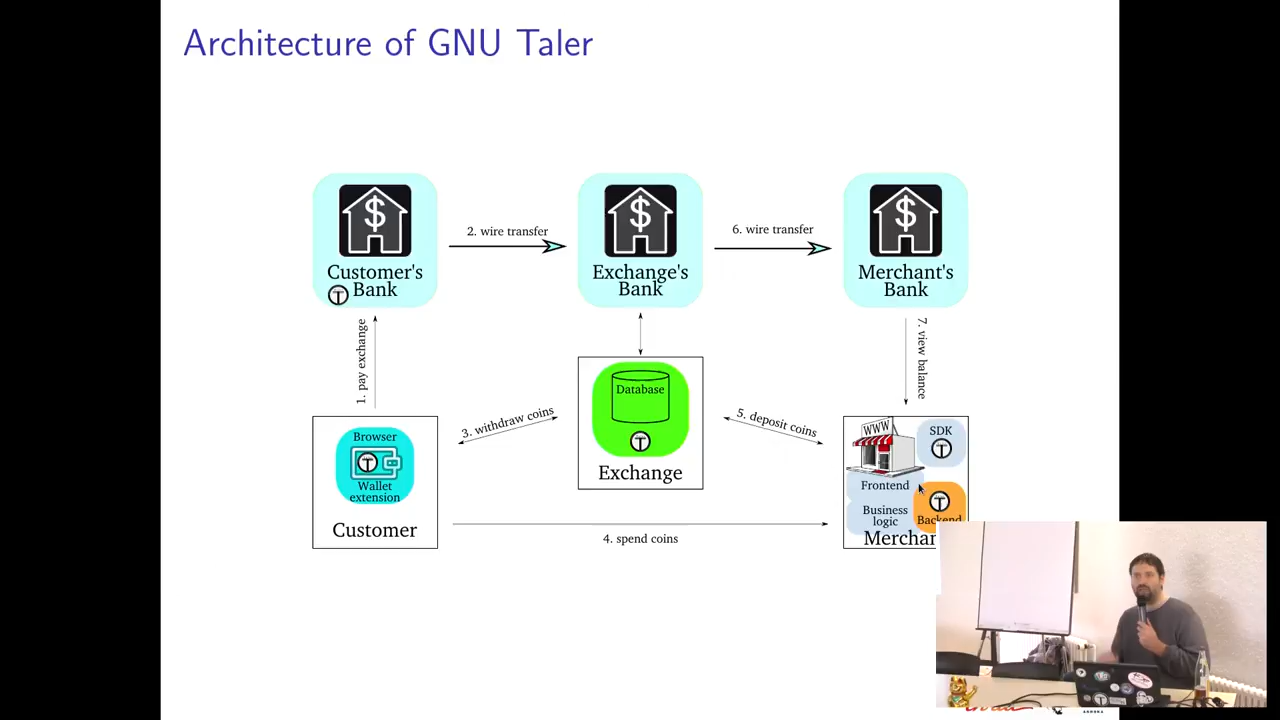 Architecture of GNU Taler
$
Customer's
Bank
2. wire transfer
$
Exchange's
Bank
6. wire transfer
$
Merchant's
Bank
1. pay exchange
7. view balance
Database
Exchange
3. withdraw coins
5. deposit coins
Browser
Wallet
extension
Customer
4. spend coins
WWW
SDK
Frontend
Business
logic
Backend
Merchan